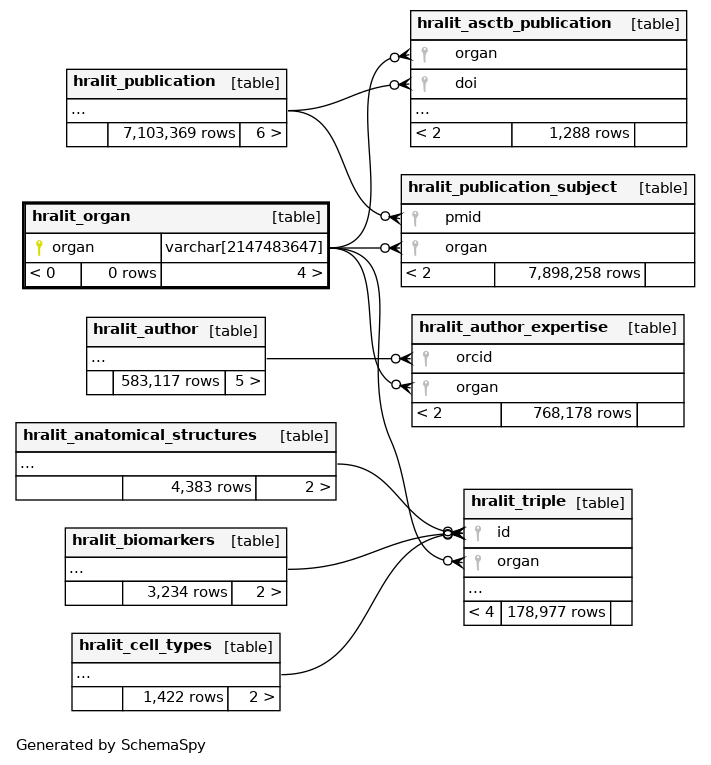 hralit_asctb_publication [table]
organ
doi
...
< 2 1,288 rows
hralit_publication [table]
...
7,103,369 rows 6 >
hralit_publication_subject [table]
pmid
organ
< 2 7,898,258 rows
hralit_organ [table]
organ varchar[2147483647]
< 0 0 rows 4 >
hralit_author [table]
...
583,117 rows 5 >
hralit_author_expertise [table]
orcid
organ
< 2 768,178 rows
hralit_anatomical_structures [table]
...
4,383 rows 2 >
hralit_triple [table]
id
organ
...
< 4 178,977 rows
hralit_biomarkers [table]
...
3,234 rows 2 >
hralit_cell_types [table]
...
1,422 rows 2 >
Generated by SchemaSpy